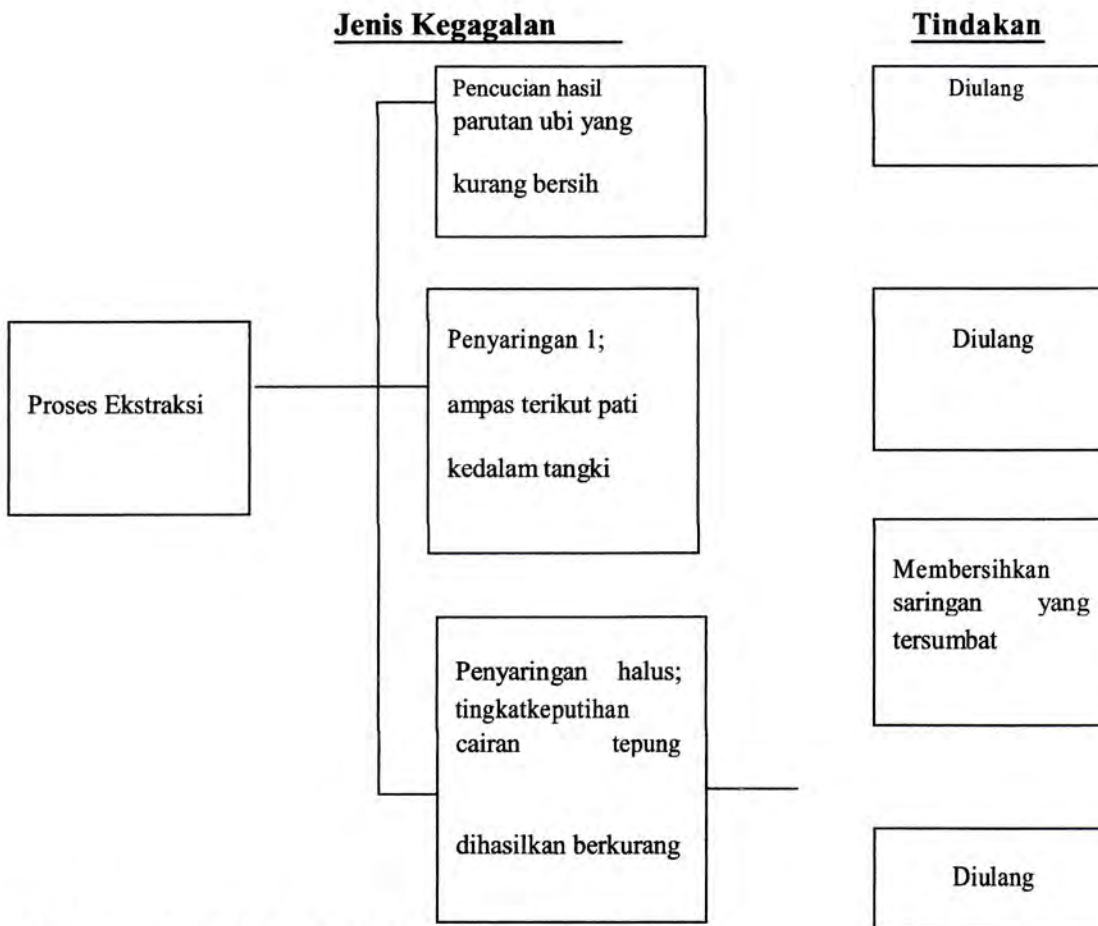 Jenis Kegagalan
Tindakan
Pencucian hasil
parutan ubi yang
kurang bersih
Diulang
Proses Ekstraksi
Penyaringan 1;
ampas terikut pati
kedalam tangki
Diulang
Membersihkan
saringan yang
tersumbat
Penyaringan halus;
tingkatkeputihan
cairan tepung
dihasilkan berkurang
Diulang